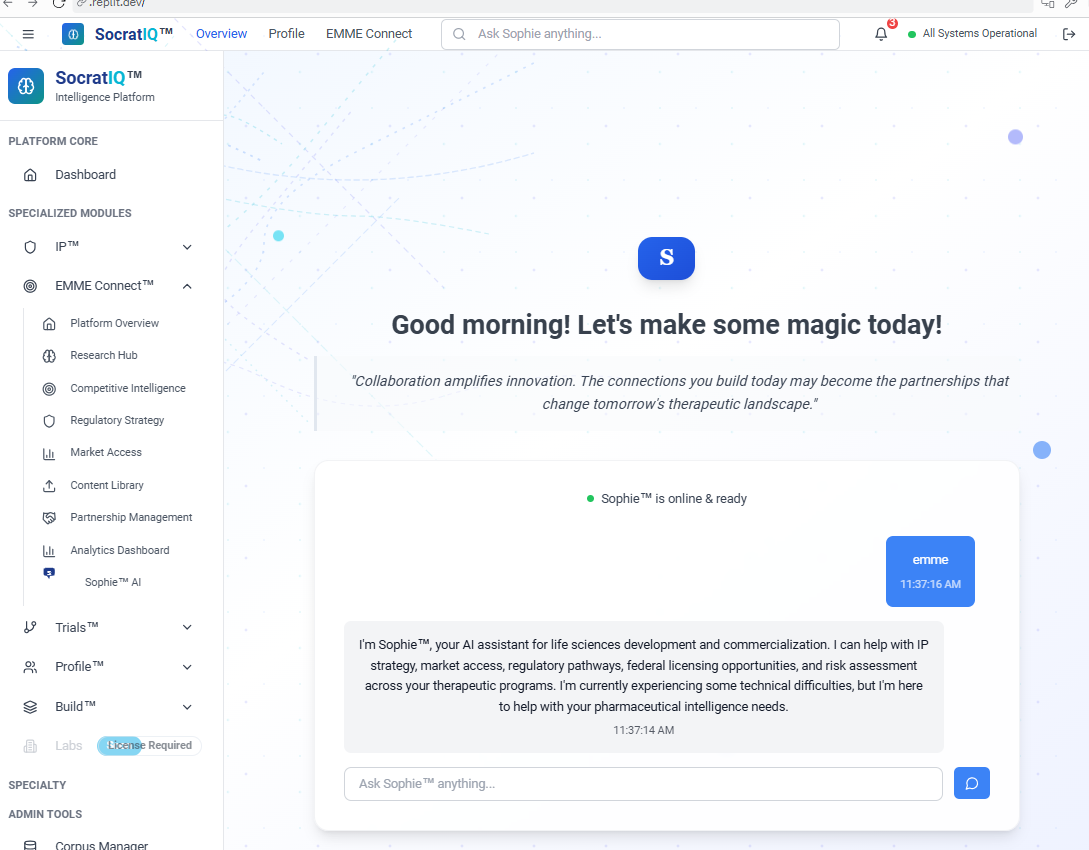 .replit.dev/
SocratIQ™
Overview
Profile
EMME Connect
Ask Sophie anything...
3
All Systems Operational
SocratIQ™
Intelligence Platform
PLATFORM CORE
Dashboard
SPECIALIZED MODULES
IP™
EMME Connect™
Platform Overview
Research Hub
Competitive Intelligence
Regulatory Strategy
Market Access
Content Library
Partnership Management
Analytics Dashboard
S
Sophie™ AI
Trials™
Profile™
Build™
Labs
License Required
SPECIALTY
ADMIN TOOLS
Corpus Manager
S
Good morning! Let's make some magic today!
"Collaboration amplifies innovation. The connections you build today may become the partnerships that
change tomorrow's therapeutic landscape."
Sophie™ is online & ready
emme
11:37:16 AM
I'm Sophie™, your AI assistant for life sciences development and commercialization. I can help with IP
strategy, market access, regulatory pathways, federal licensing opportunities, and risk assessment
across your therapeutic programs. I'm currently experiencing some technical difficulties, but I'm here
to help with your pharmaceutical intelligence needs.
11:37:14 AM
Ask Sophie™ anything...